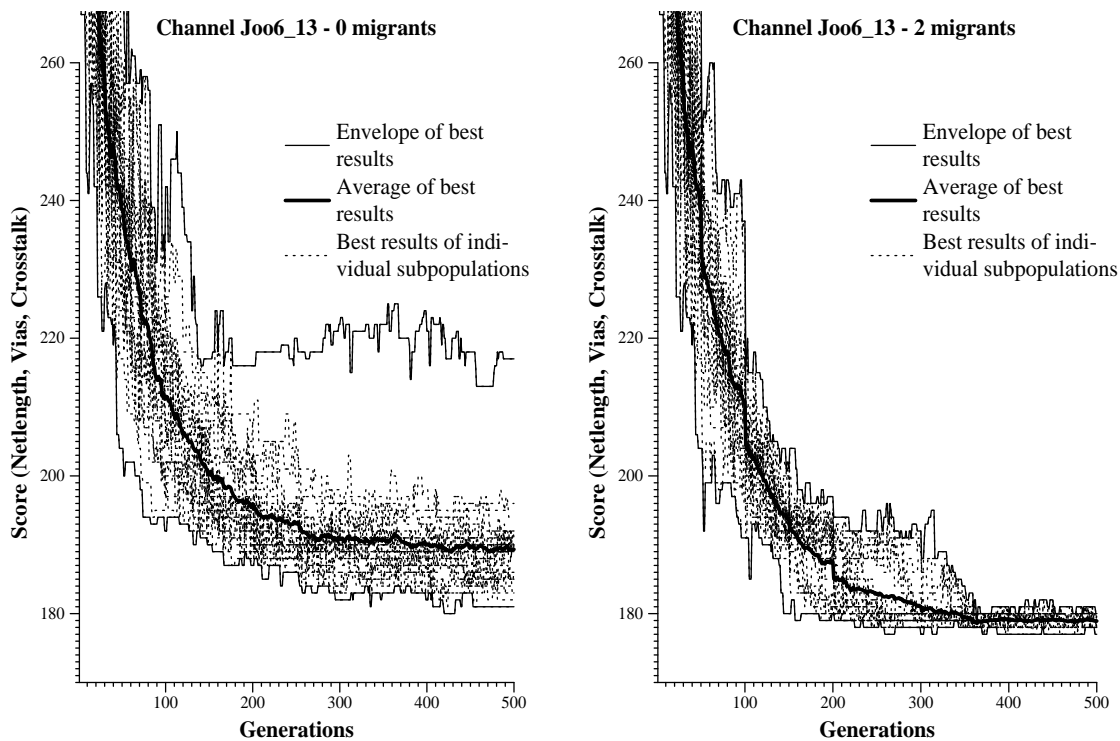 Channel Joo6_13 - 0 migrants
260
240
220
200
180
Score (Netlength, Vias, Crosstalk)
Envelope of best
results
Average of best
results
Best results of indi-
vidual subpopulations
100
200
300
400
500
Generations
Channel Joo6_13 - 2 migrants
260
240
220
200
180
Score (Netlength, Vias, Crosstalk)
Envelope of best
results
Average of best
results
Best results of indi-
vidual subpopulations
100
200
300
400
500
Generations